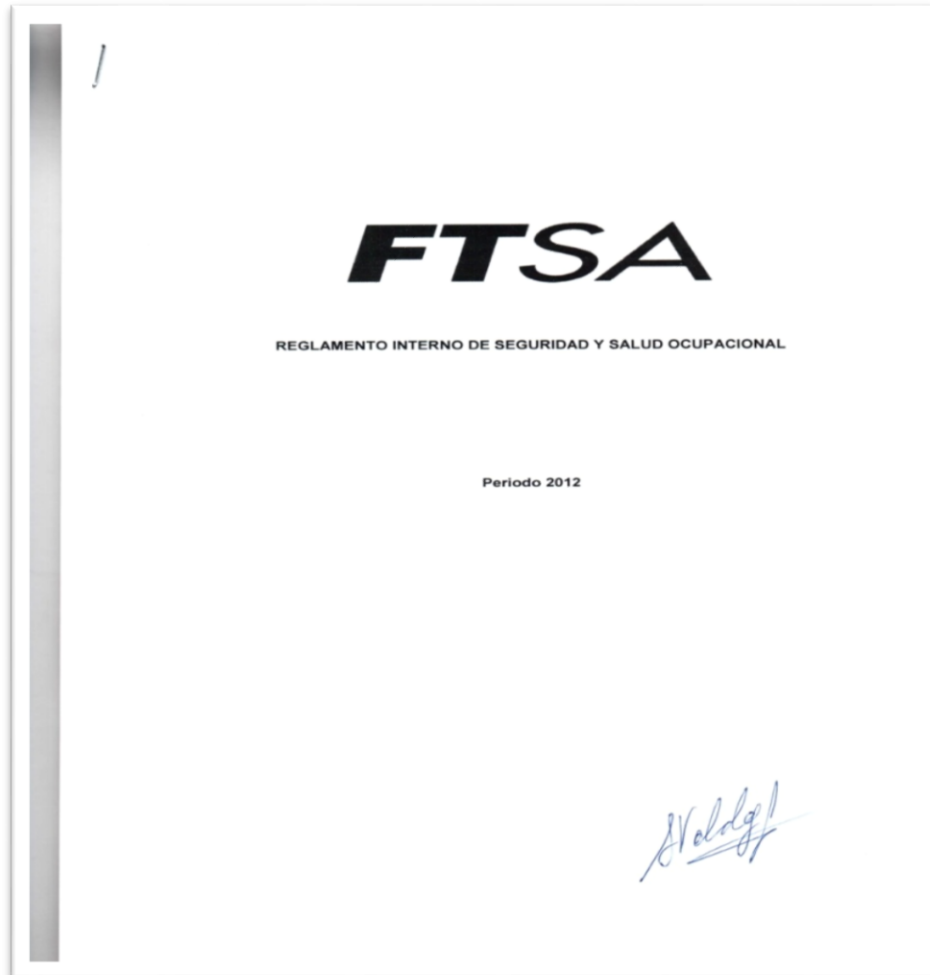 FTSA
REGLAMENTO INTERNO DE SEGURIDAD Y SALUD OCUPACIONAL
Periodo 2012